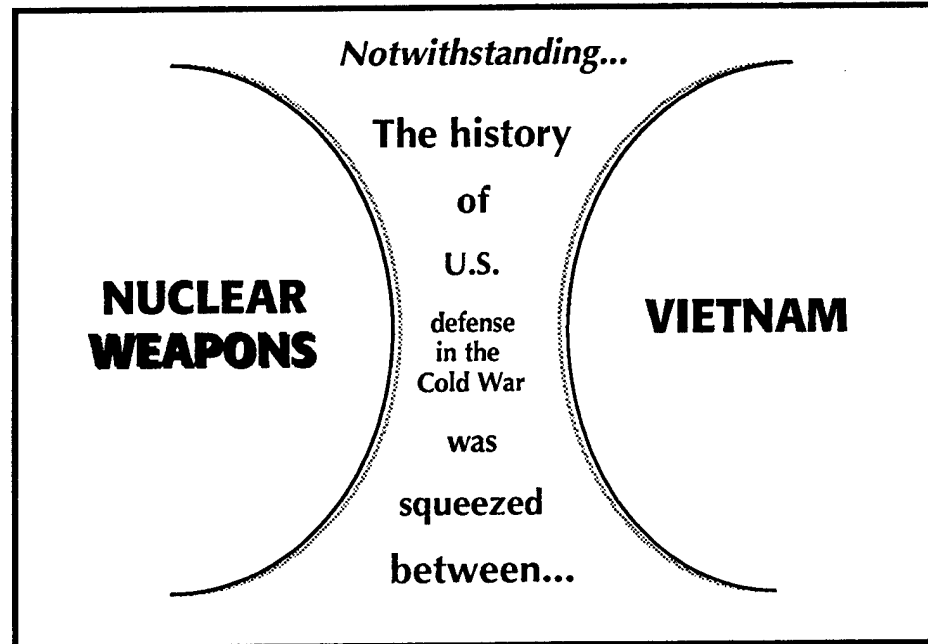 Notwithstanding...
The history
of
U.S.
defense
in the
Cold War
was
squeezed
between...
NUCLEAR
WEAPONS
VIETNAM